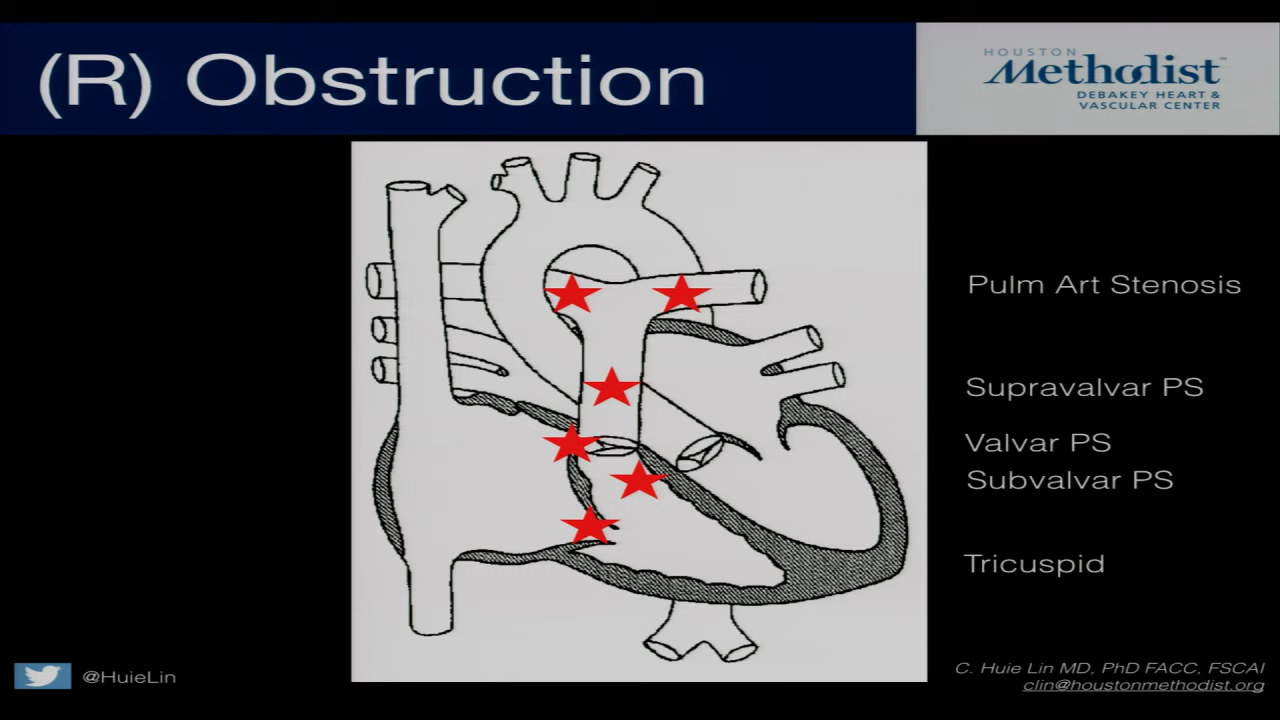 (R) Obstruction
HOUSTON
Methodist
DEBAKEY HEART &
VASCULAR CENTER
Pulm Art Stenosis
Supravalvar PS
Valvar PS
Subvalvar PS
Tricuspid
@HuieLin
C. Huie Lin MD, PhD FACC, FSCAI
clin@houstonmethodist.org